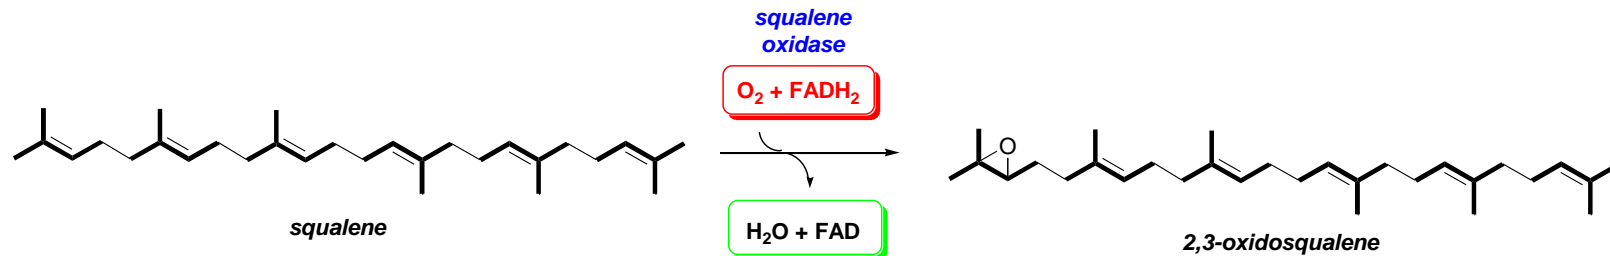 squalene
oxidase
O₂ + FADH₂
O
squalene
H₂O + FAD
2,3-oxidosqualene